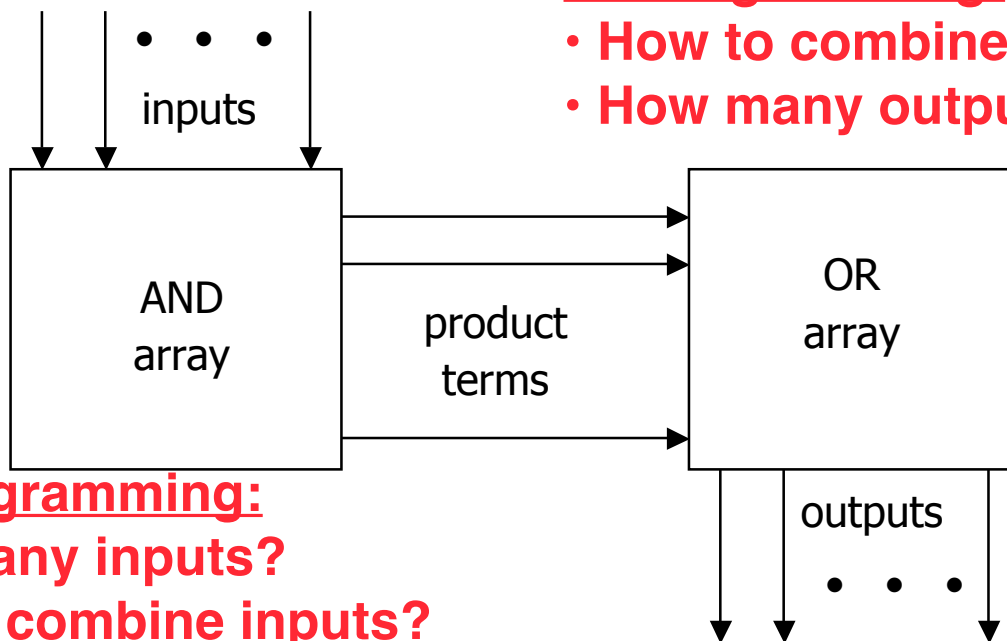 • How to combine
• How many outpu
inputs
AND
array
product
terms
OR
array
gramming:
any inputs?
combine inputs?
outputs